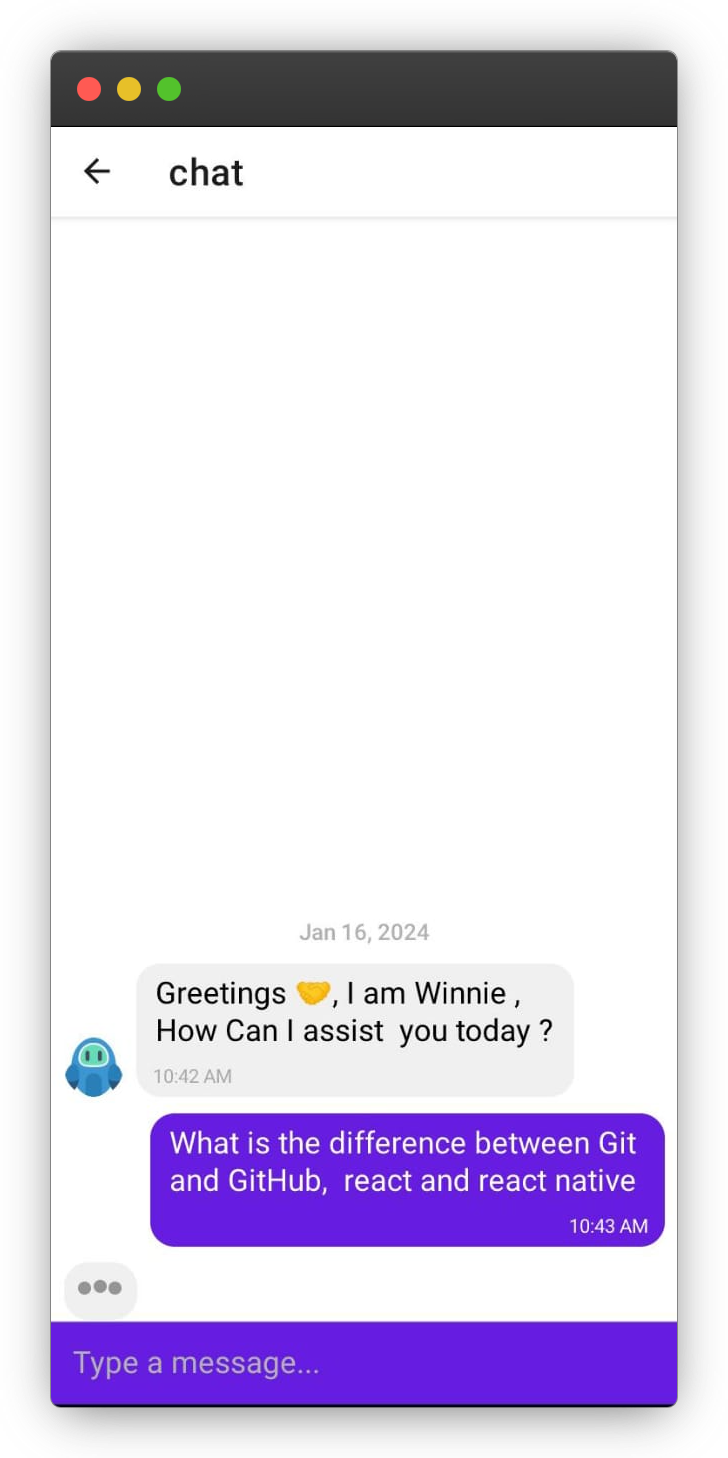 chat
Jan 16, 2024
Greetings 🤝, I am Winnie ,
How Can I assist  you today ?
10:42 AM
What is the difference between Git
and GitHub,  react and react native
10:43 AM
Type a message...